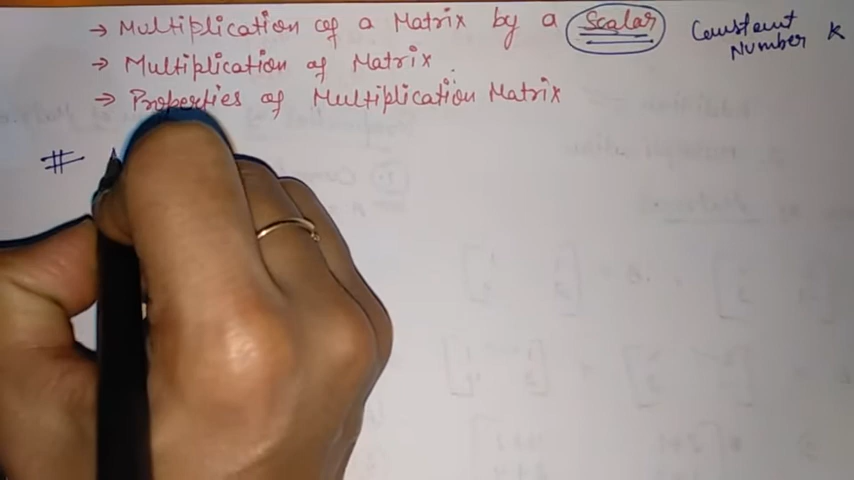 → Multiplication of a Matrix by a Scalar Constant Number K
→ Multiplication of Matrix
→ Properties of Multiplication Matrix
#